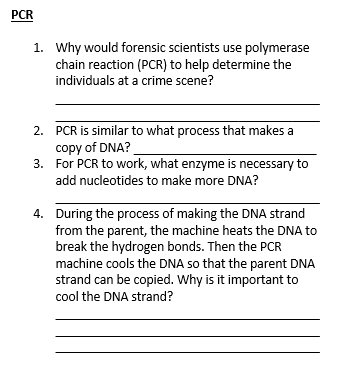 PCR
1. Why would forensic scientists use polymerase
chain reaction (PCR) to help determine the
individuals at a crime scene?
2. PCR is similar to what process that makes a
copy of DNA?
3. For PCR to work, what enzyme is necessary to
add nucleotides to make more DNA?
4. During the process of making the DNA strand
from the parent, the machine heats the DNA to
break the hydrogen bonds. Then the PCR
machine cools the DNA so that the parent DNA
strand can be copied. Why is it important to
cool the DNA strand?